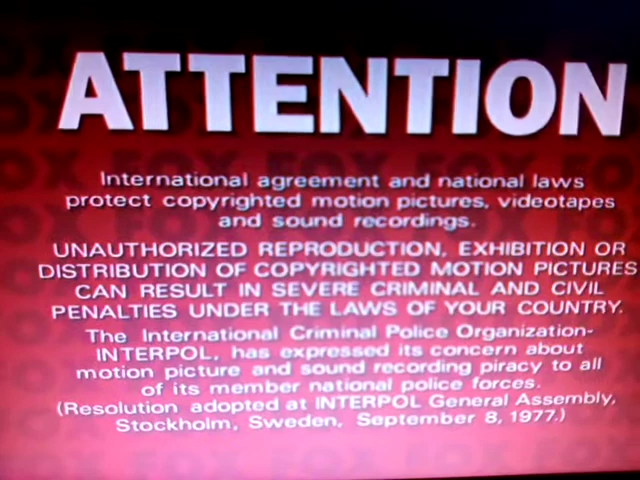 ATTENTION
International agreement and national laws
protect copyrighted motion pictures, videotapes
and sound recordings.
UNAUTHORIZED REPRODUCTION, EXHIBITION OR
DISTRIBUTION OF COPYRIGHTED MOTION PICTURES
CAN RESULT IN SEVERE CRIMINAL AND CIVIL
PENALTIES UNDER THE LAWS OF YOUR COUNTRY.
The International Criminal Police Organization-
INTERPOL, has expressed its concern about
motion picture and sound recording piracy to all
of its member national police forces.
(Resolution adopted at INTERPOL General Assembly,
Stockholm, Sweden, September 8, 1977.)